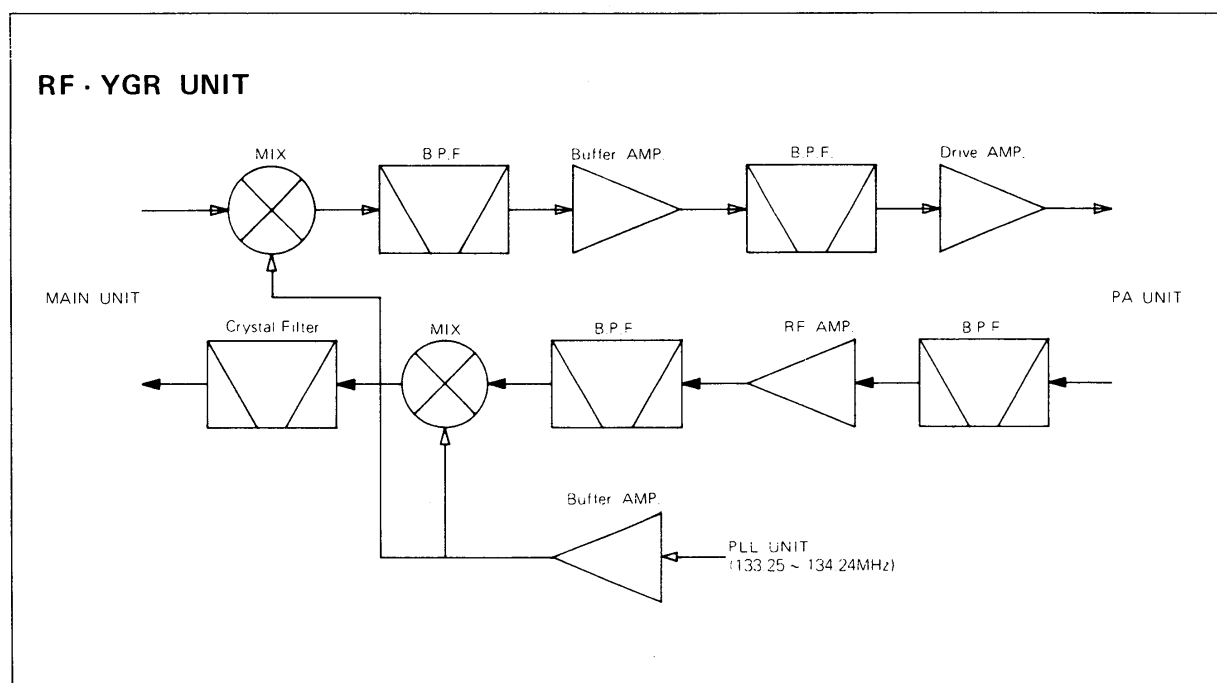 RF · YGR UNIT
MIX
B.P.F
Buffer AMP.
B.P.F.
Drive AMP.
MAIN UNIT
PA UNIT
Crystal Filter
MIX
B.P.F
RF AMP.
B.P.F
Buffer AMP.
PLL UNIT
(133.25 ~ 134.24MHz)